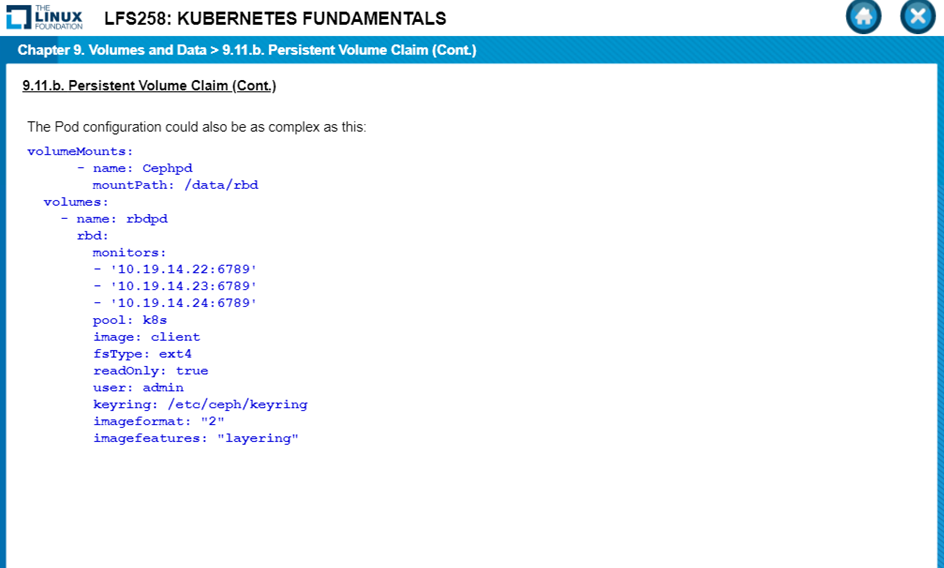 THE
LINUX
FOUNDATION
LFS258: KUBERNETES FUNDAMENTALS
Chapter 9. Volumes and Data > 9.11.b. Persistent Volume Claim (Cont.)
9.11.b. Persistent Volume Claim (Cont.)
The Pod configuration could also be as complex as this:
volumeMounts:
      - name: Cephpd
        mountPath: /data/rbd
  volumes:
    - name: rbdpd
      rbd:
        monitors:
        - '10.19.14.22:6789'
        - '10.19.14.23:6789'
        - '10.19.14.24:6789'
        pool: k8s
        image: client
        fsType: ext4
        readOnly: true
        user: admin
        keyring: /etc/ceph/keyring
        imageformat: "2"
        imagefeatures: "layering"